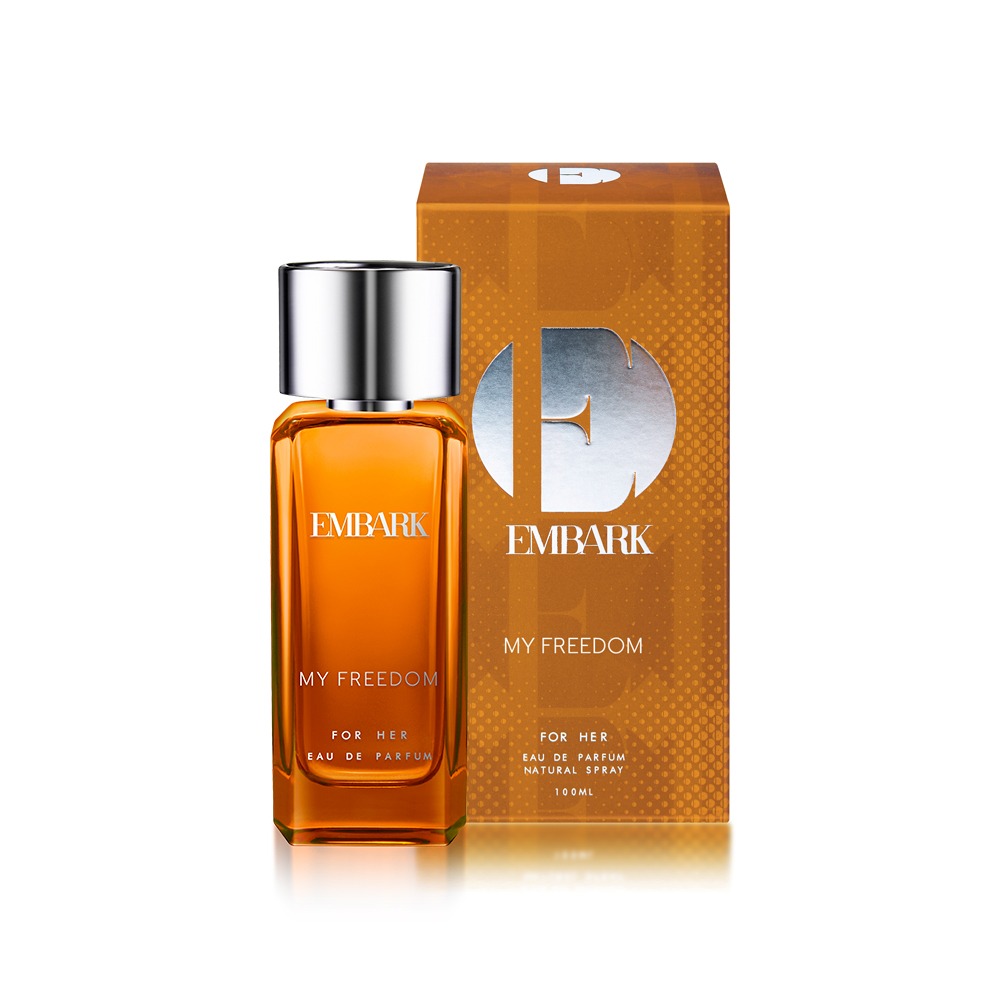 EMBARK
MY FREEDOM
FOR HER
EAU DE PARFUM
E
E
EMBARK
MY FREEDOM
FOR HER
EAU DE PARFUM
NATURAL SPRAY
100ML